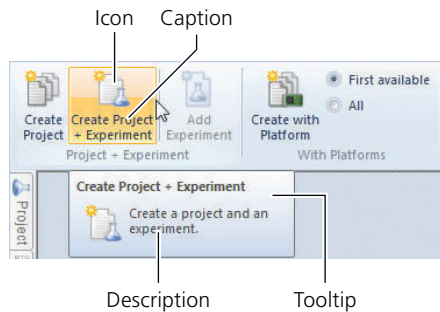 Icon Caption
Create Project
Create Project + Experiment
Add Experiment
Create with Platform
First available
All
Project + Experiment
With Platforms
Project
Create Project + Experiment
Create a project and an
experiment.
Description Tooltip